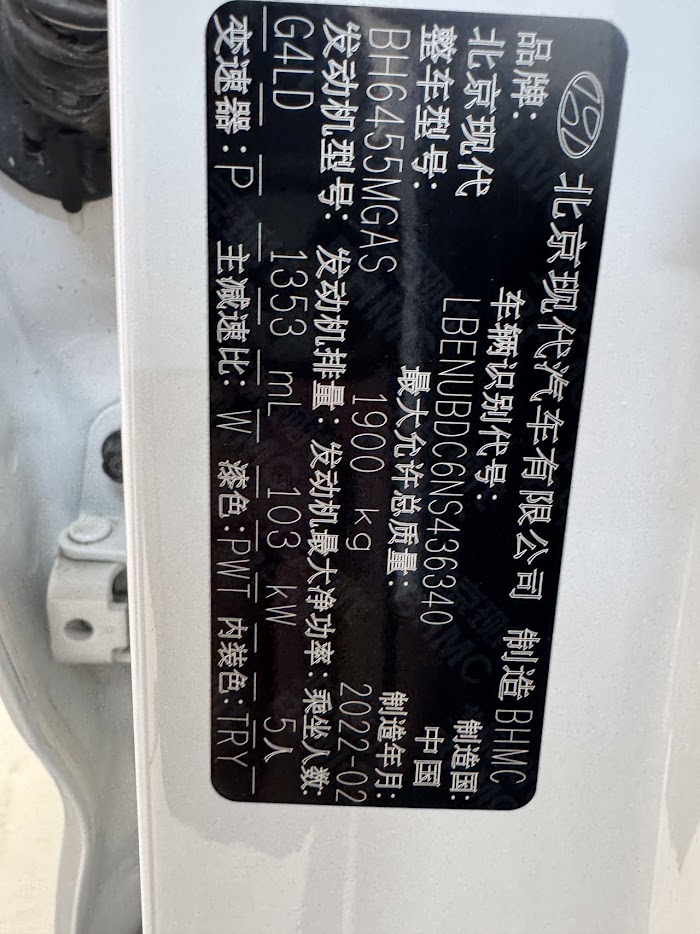 北京现代汽车有限公司 制造 BHMC
品牌: 车辆识别代号: 制造国:
北京现代 LBENUBDC6NS436340 中国
整车型号: 最大允许总质量: 制造年月:
BH6455MGAS 1900 kg 2022-02
发动机型号: 发动机排量: 发动机最大净功率: 乘坐人数:
G4LD 1353 mL 103 kW 5人
变速器: P 主减速比: W 漆色: PWT 内装色: TRY